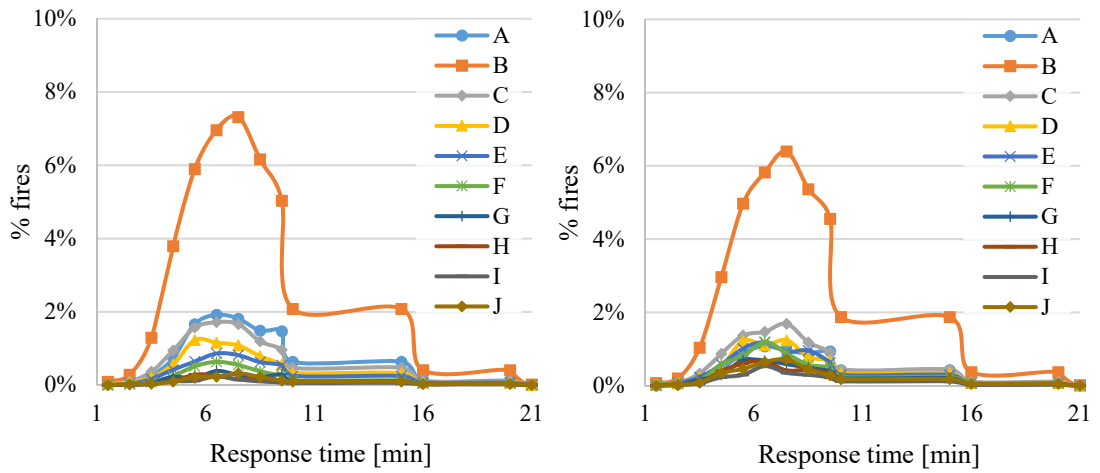 10%
8%
6%
4%
2%
0%
% fires
1
6
11
16
21
Response time [min]
A
B
C
D
E
F
G
H
I
J
10%
8%
6%
4%
2%
0%
% fires
1
6
11
16
21
Response time [min]
A
B
C
D
E
F
G
H
I
J